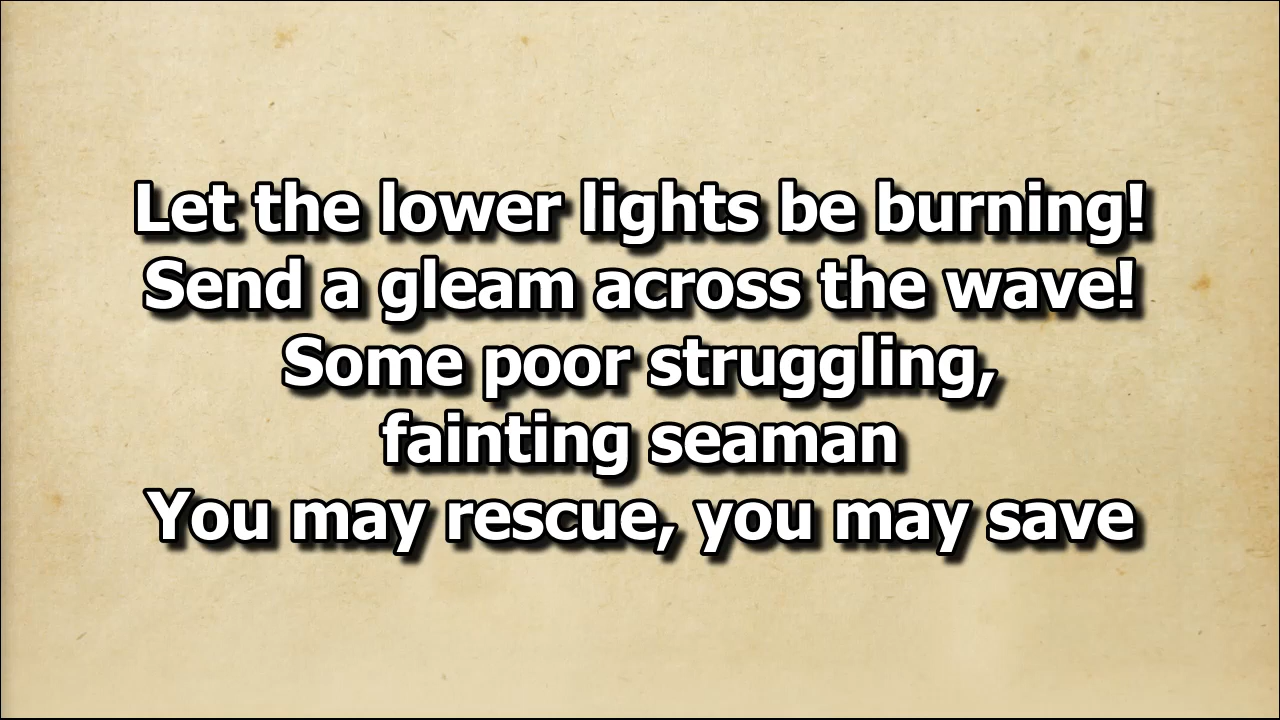 Let the lower lights be burning!
Send a gleam across the wave!
Some poor struggling,
fainting seaman
You may rescue, you may save